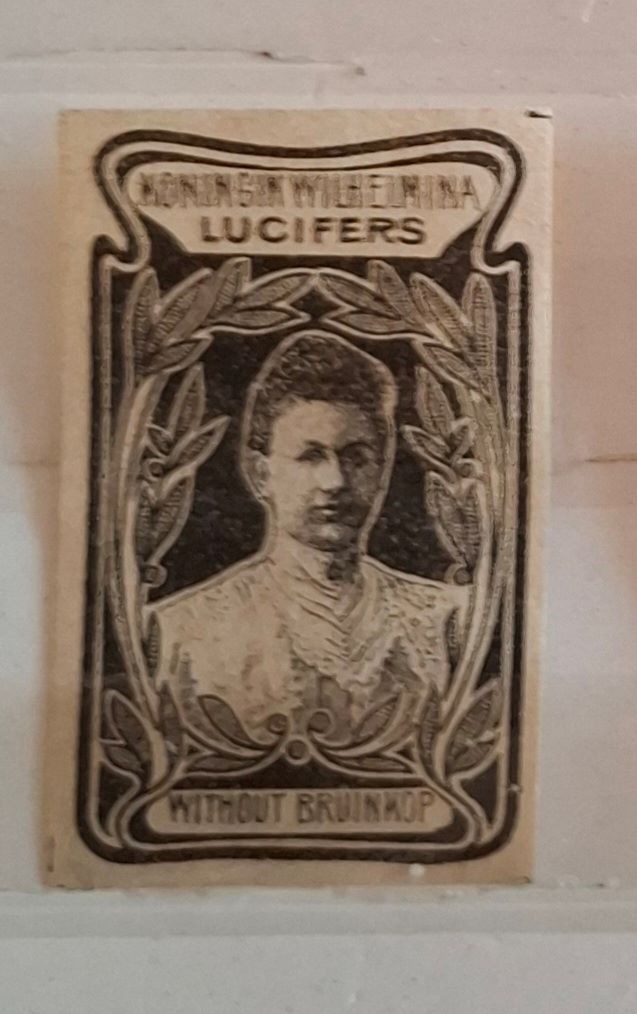 KONINGIN WILHELMINA
LUCIFERS
WITHOUT BRUINKOP